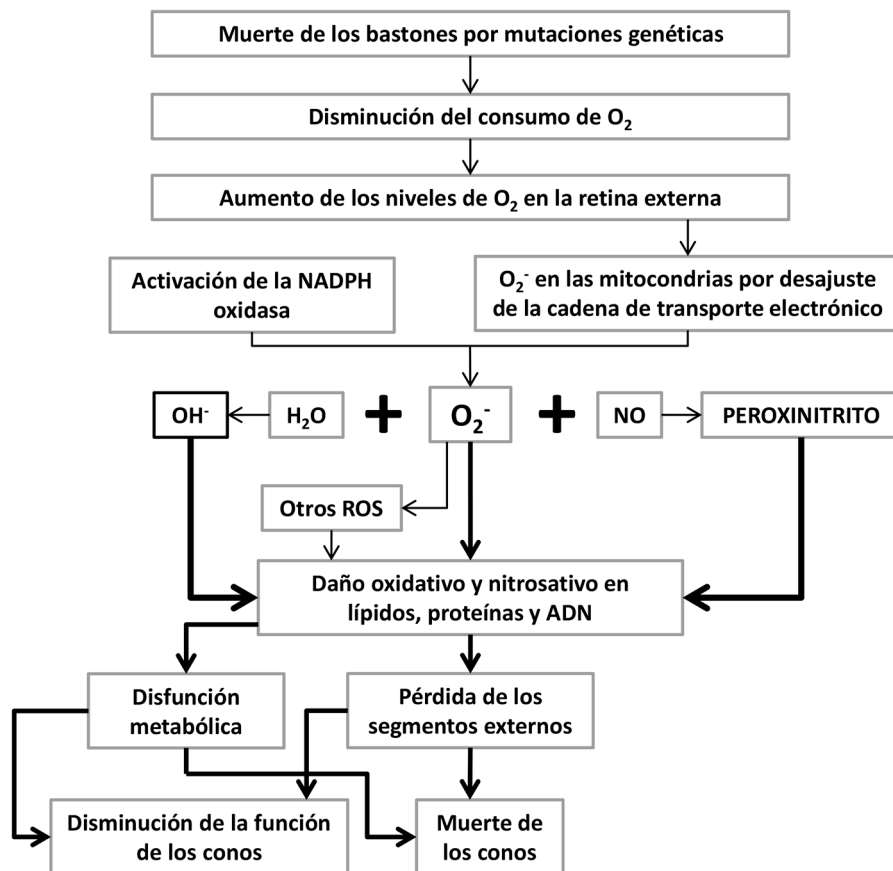 Muerte de los bastones por mutaciones genéticas
Disminución del consumo de O₂
Aumento de los niveles de O₂ en la retina externa
Activación de la NADPH
oxidasa
O₂⁻ en las mitocondrias por desajuste
de la cadena de transporte electrónico
OH⁻
H₂O
+
O₂⁻
+
NO
PEROXINITRITO
Otros ROS
Daño oxidativo y nitrosativo en
lípidos, proteínas y ADN
Disfunción
metabólica
Pérdida de los
segmentos externos
Disminución de la función
de los conos
Muerte de
los conos